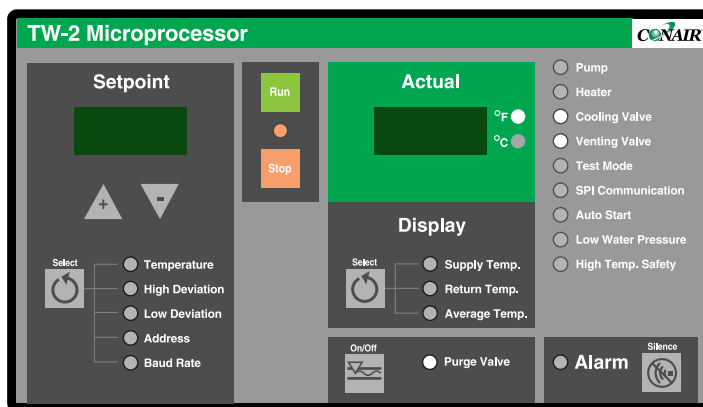 TW-2 Microprocessor
CONAIR
Setpoint
+
-
Select
Temperature
High Deviation
Low Deviation
Address
Baud Rate
Run
Stop
Actual
°F
°C
Display
Select
Supply Temp.
Return Temp.
Average Temp.
On/Off
Purge Valve
Pump
Heater
Cooling Valve
Venting Valve
Test Mode
SPI Communication
Auto Start
Low Water Pressure
High Temp. Safety
Alarm
Silence